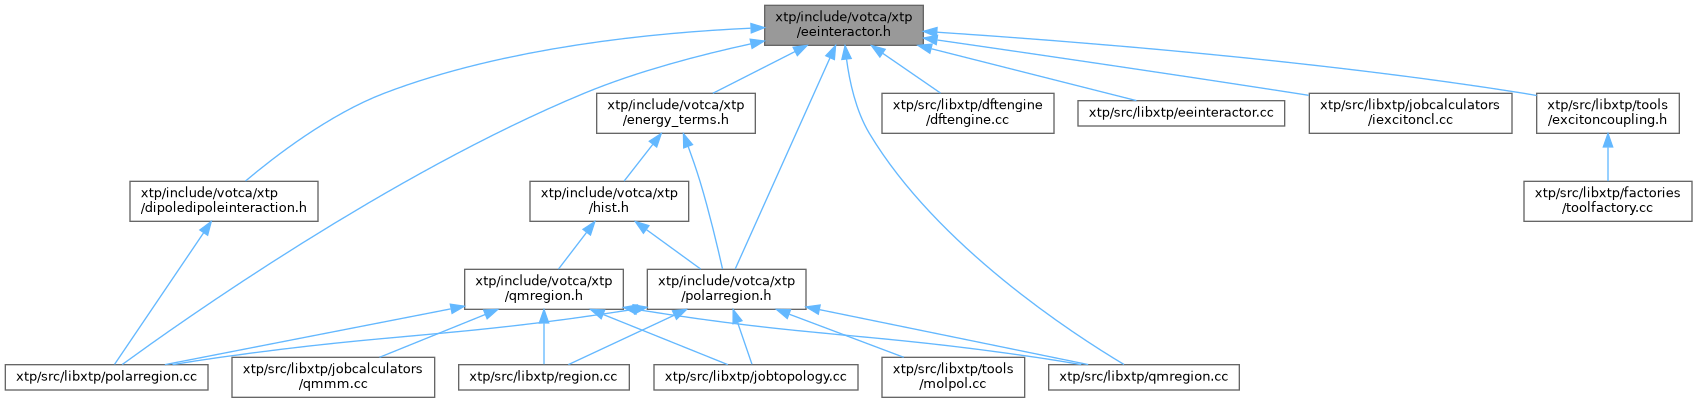 xtp/include/votca/xtp
/eeinteractor.h
xtp/include/votca/xtp
/energy_terms.h
xtp/src/libxtp/dftengine
/dftengine.cc
xtp/src/libxtp/eeinteractor.cc
xtp/src/libxtp/jobcalculators
/iexcitoncl.cc
xtp/src/libxtp/tools
/excitoncoupling.h
xtp/include/votca/xtp
/dipoledipoleinteraction.h
xtp/include/votca/xtp
/hist.h
xtp/src/libxtp/factories
/toolfactory.cc
xtp/include/votca/xtp
/qmregion.h
xtp/include/votca/xtp
/polarregion.h
xtp/src/libxtp/polarregion.cc
xtp/src/libxtp/jobcalculators
/qmmm.cc
xtp/src/libxtp/region.cc
xtp/src/libxtp/jobtopology.cc
xtp/src/libxtp/tools
/molpol.cc
xtp/src/libxtp/qmregion.cc